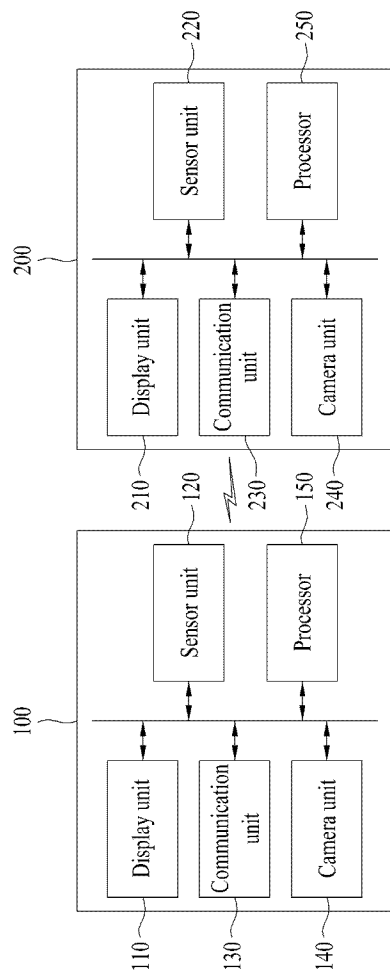 100
110
Display unit
120
Sensor unit
130
Communication
unit
140
Camera unit
150
Processor
200
210
Display unit
220
Sensor unit
230
Communication
unit
240
Camera unit
250
Processor